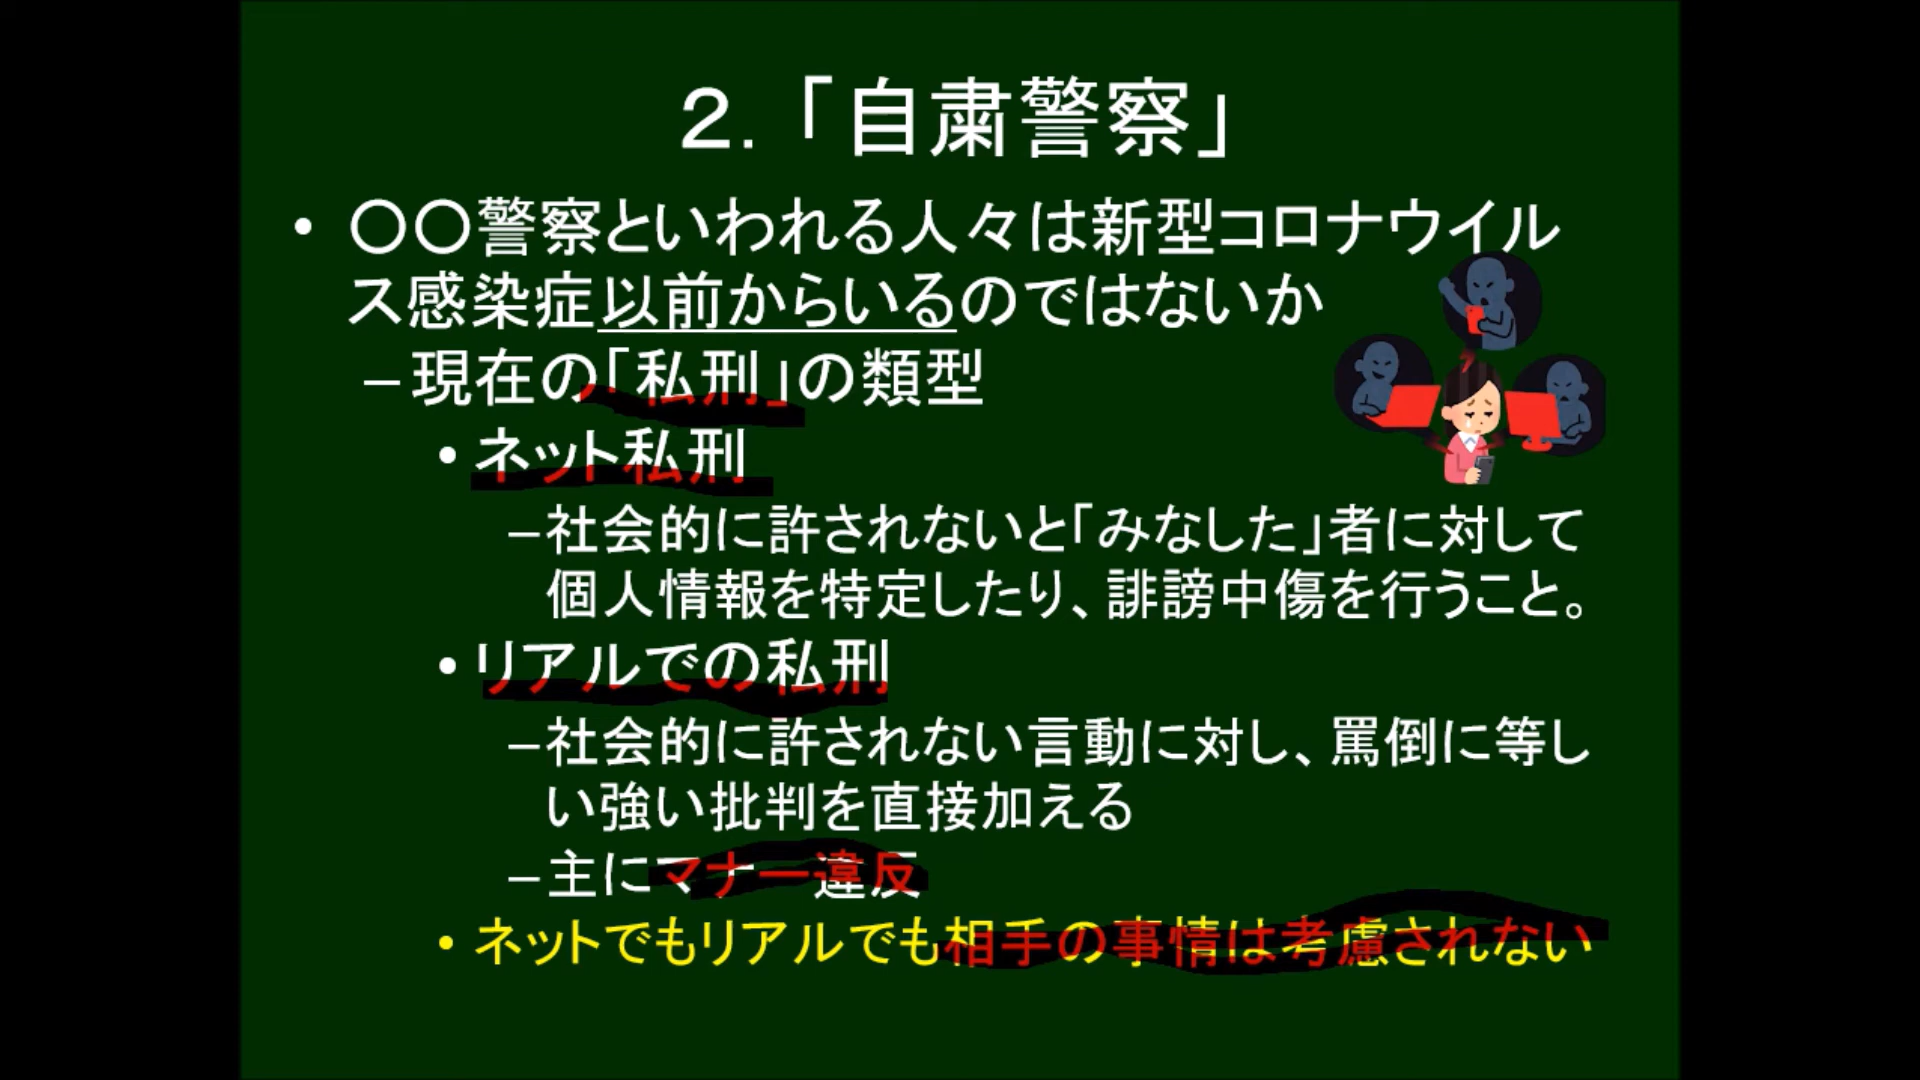 ２．「自粛警察」
• 〇〇警察といわれる人々は新型コロナウイル
ス感染症以前からいるのではないか
–現在の「私刑」の類型
•ネット私刑
–社会的に許されないと「みなした」者に対して
個人情報を特定したり、誹謗中傷を行うこと。
•リアルでの私刑
–社会的に許されない言動に対し、罵倒に等し
い強い批判を直接加える
–主にマナー違反
•ネットでもリアルでも相手の事情は考慮されない